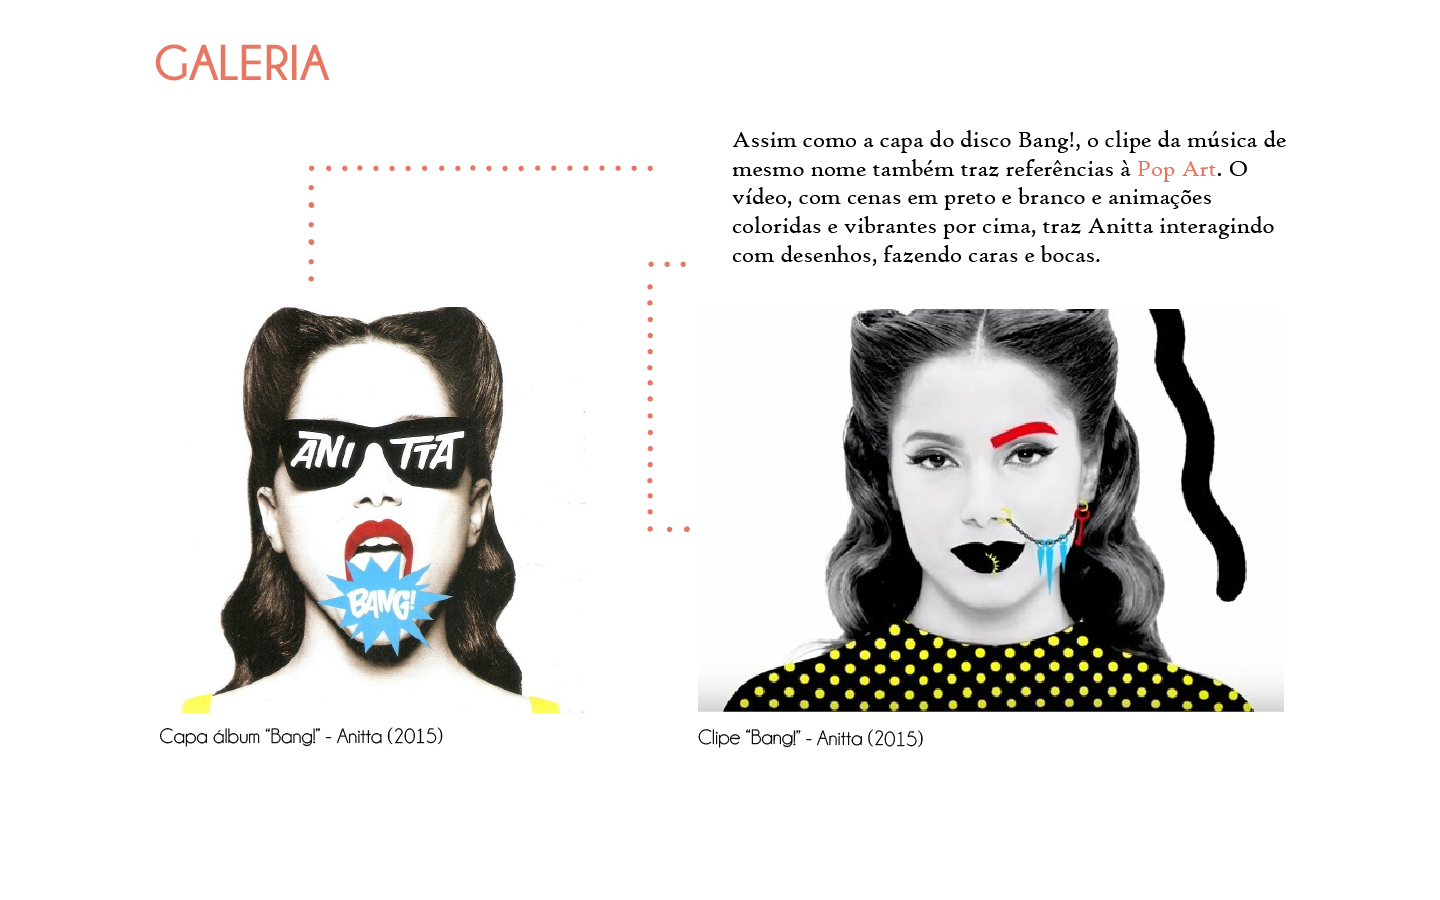 GALERIA
Assim como a capa do disco Bang!, o clipe da música de
mesmo nome também traz referências à Pop Art. O
vídeo, com cenas em preto e branco e animações
coloridas e vibrantes por cima, traz Anitta interagindo
com desenhos, fazendo caras e bocas.
ANITTA
BANG!
Capa álbum “Bang!” - Anitta (2015)
Clipe “Bang!” - Anitta (2015)